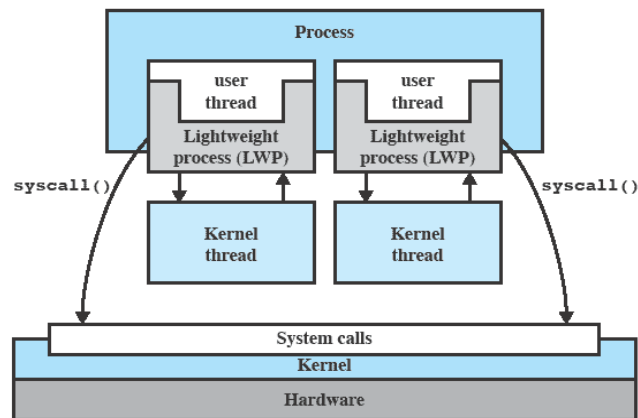 Process
user
thread
user
thread
Lightweight
process (LWP)
Lightweight
process (LWP)
syscall()
syscall()
Kernel
thread
Kernel
thread
System calls
Kernel
Hardware